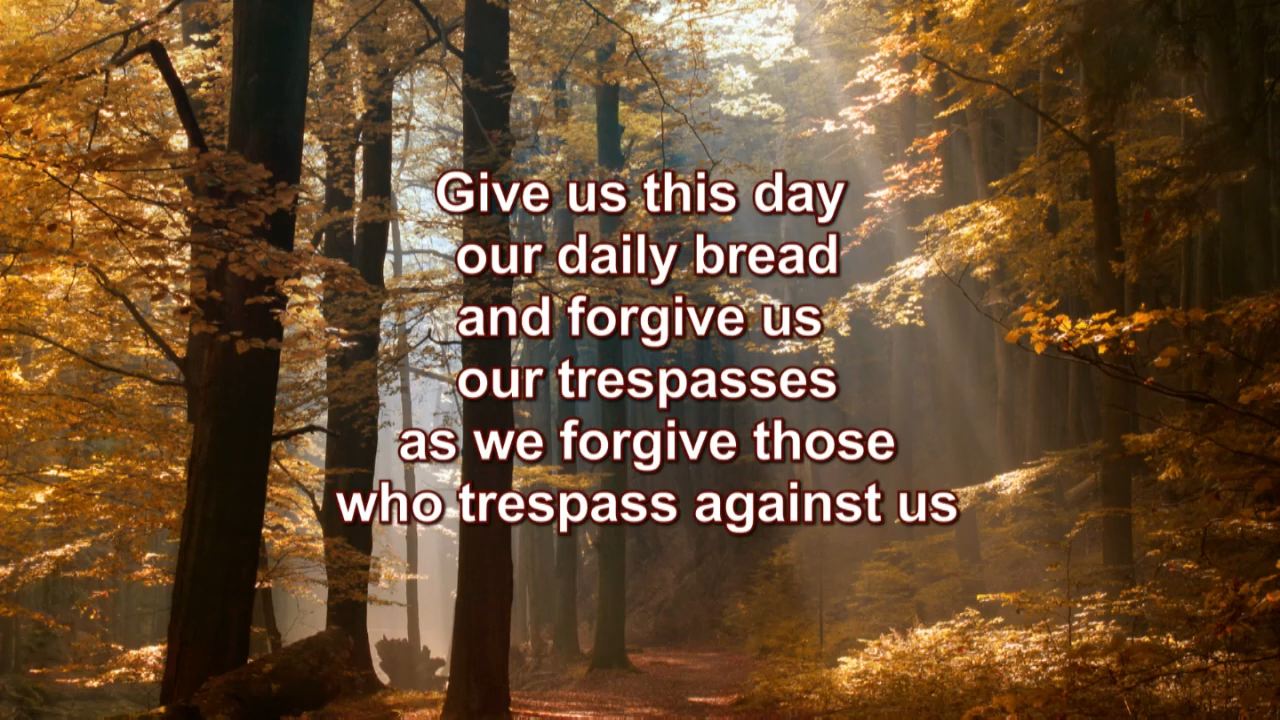 Give us this day
our daily bread
and forgive us
our trespasses
as we forgive those
who trespass against us